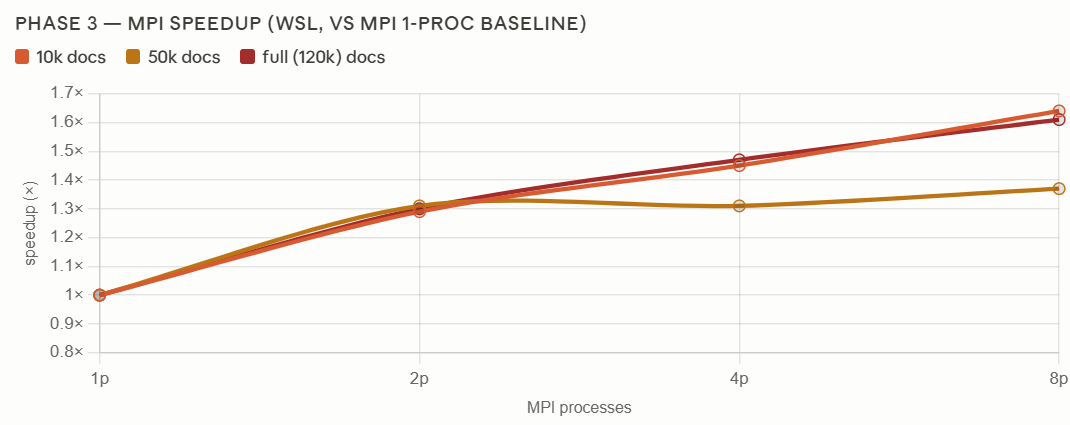 PHASE 3 — MPI SPEEDUP (WSL, VS MPI 1-PROC BASELINE)
10k docs 50k docs full (120k) docs
1.7×
1.6×
1.5×
1.4×
1.3×
1.2×
1.1×
1×
0.9×
0.8×
speedup (×)
1p 2p 4p 8p
MPI processes